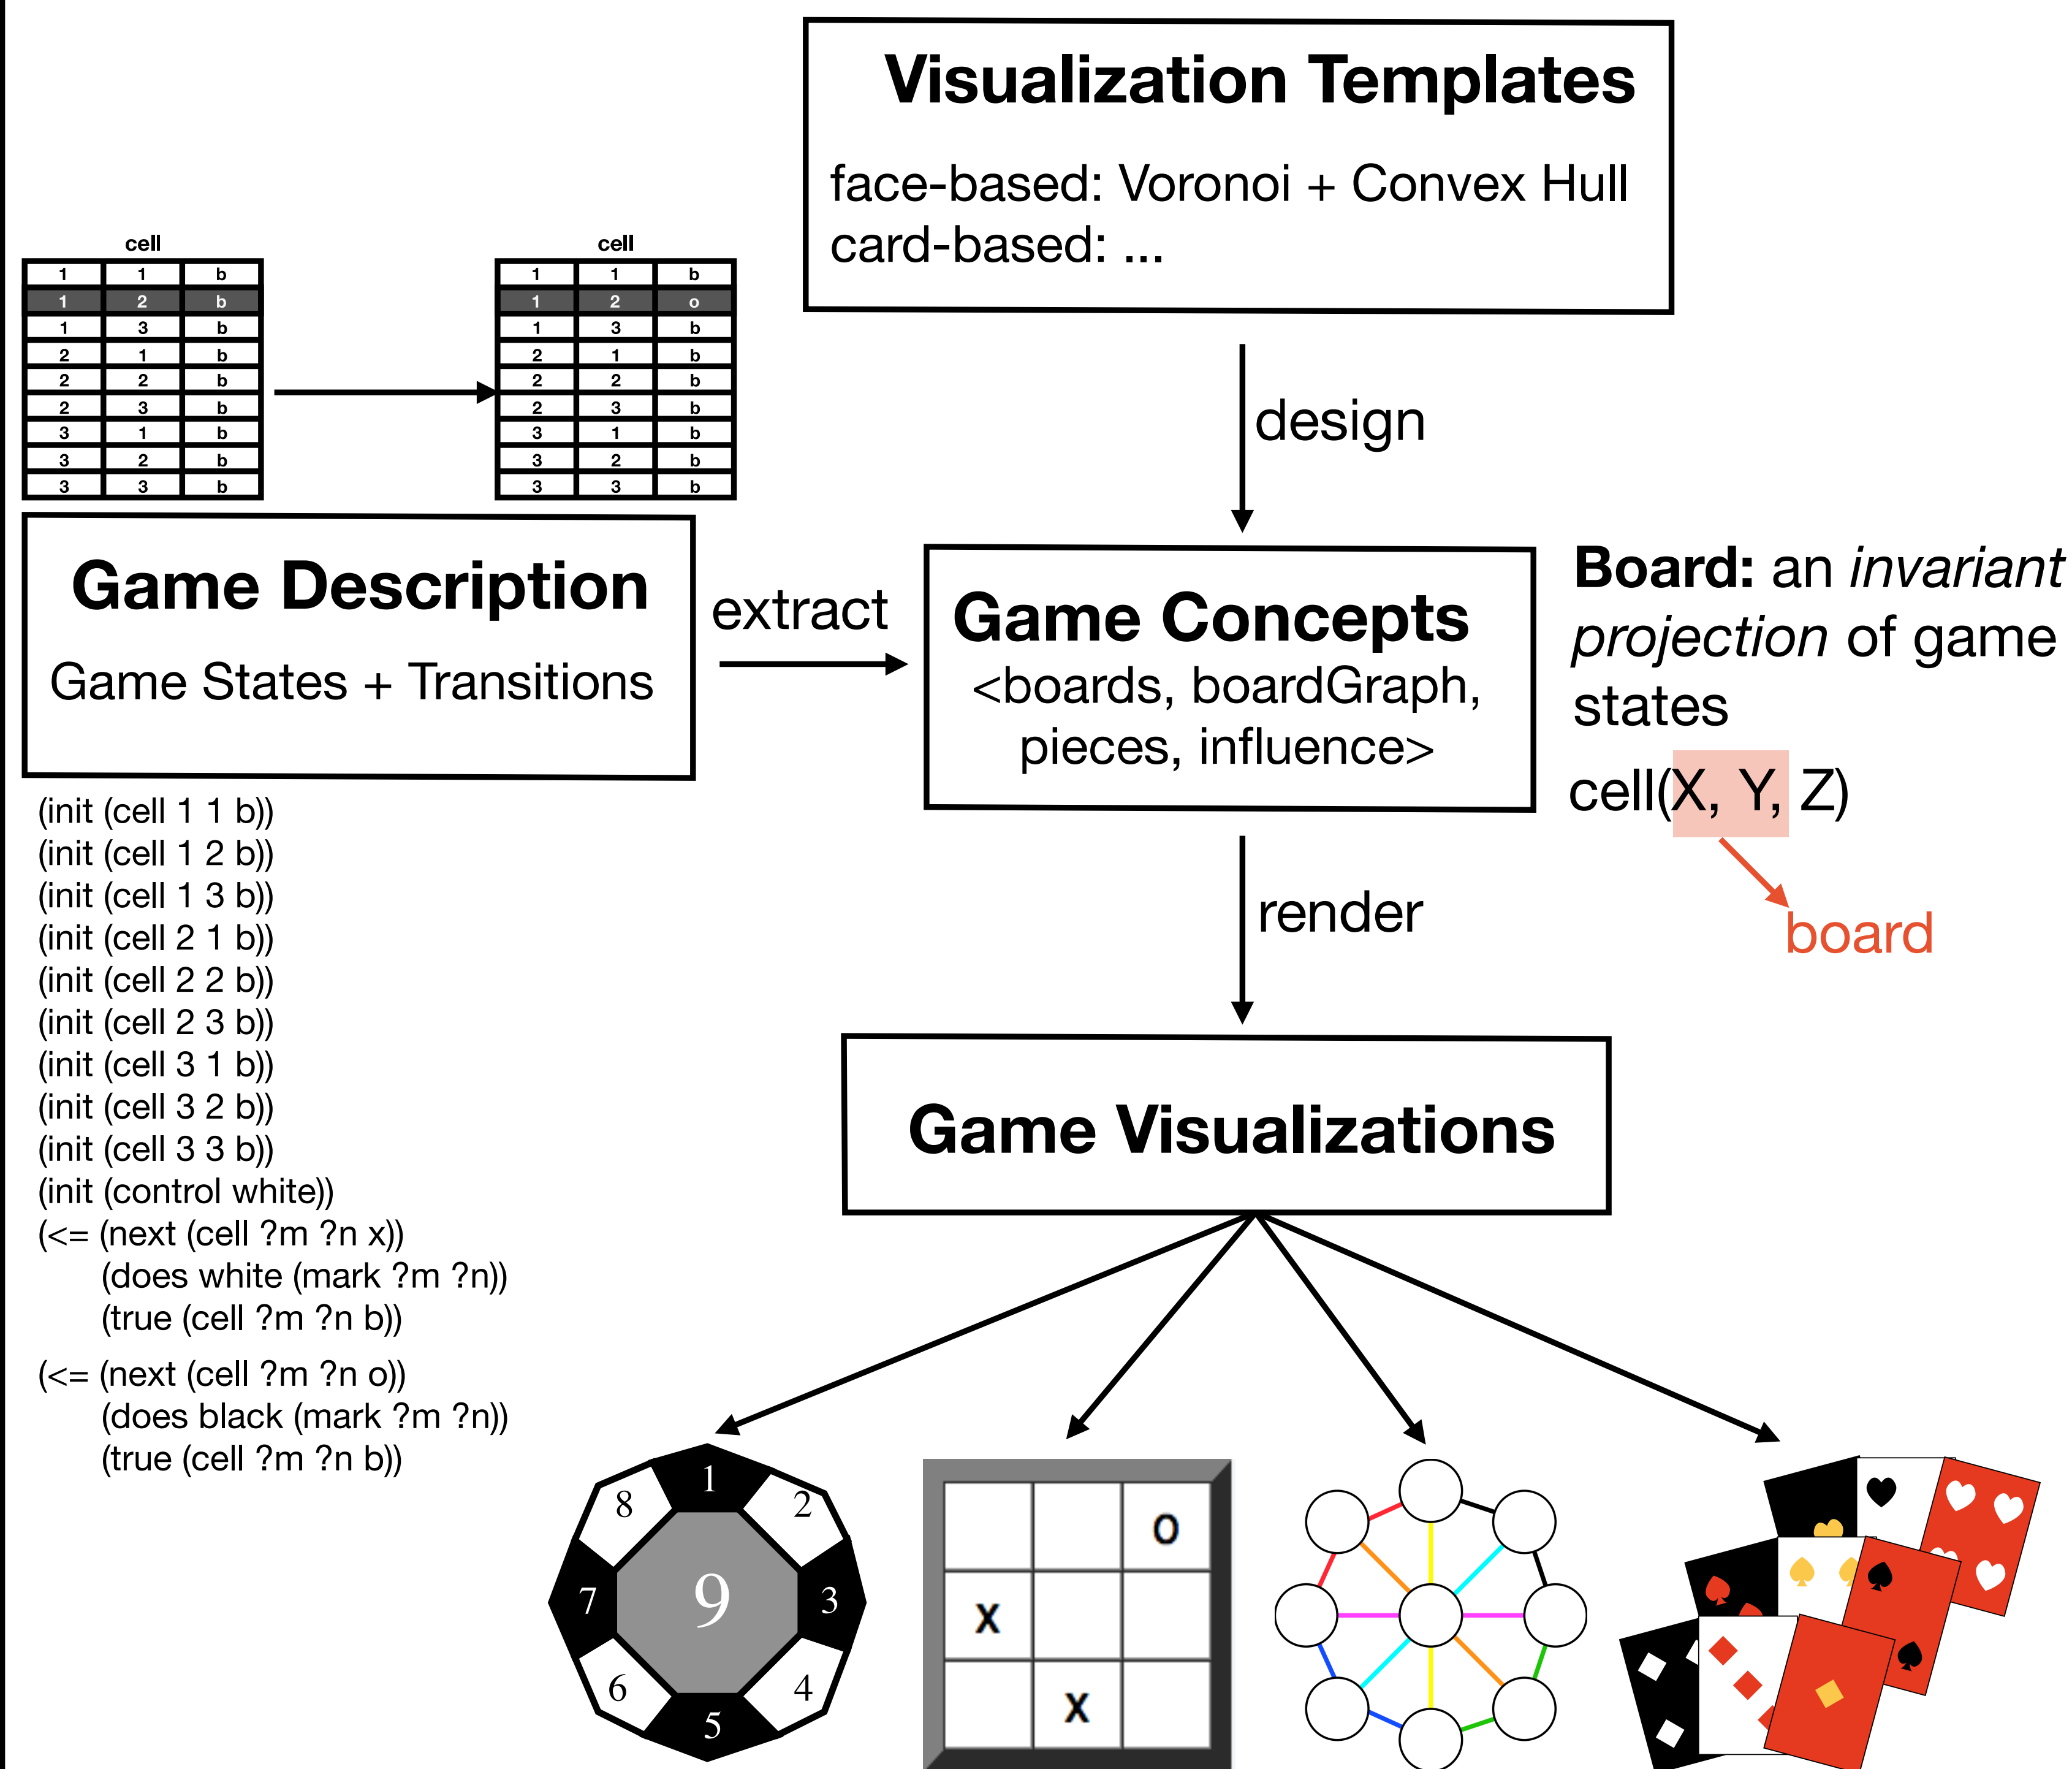 Visualization Templates
face-based: Voronoi + Convex Hull
card-based: ...
cell
1 1 b
1 2 b
1 3 b
2 1 b
2 2 b
2 3 b
3 1 b
3 2 b
3 3 b
cell
1 1 b
1 2 o
1 3 b
2 1 b
2 2 b
2 3 b
3 1 b
3 2 b
3 3 b
design
Game Description
Game States + Transitions
extract
Game Concepts
<boards, boardGraph,
pieces, influence>
Board: an invariant
projection of game
states
cell(X, Y, Z)
board
(init (cell 1 1 b))
(init (cell 1 2 b))
(init (cell 1 3 b))
(init (cell 2 1 b))
(init (cell 2 2 b))
(init (cell 2 3 b))
(init (cell 3 1 b))
(init (cell 3 2 b))
(init (cell 3 3 b))
(init (control white))
(<= (next (cell ?m ?n x))
(does white (mark ?m ?n))
(true (cell ?m ?n b))
(<= (next (cell ?m ?n o))
(does black (mark ?m ?n))
(true (cell ?m ?n b))
render
Game Visualizations
1
8 2
7 9 3
6 4
5
O
X
X